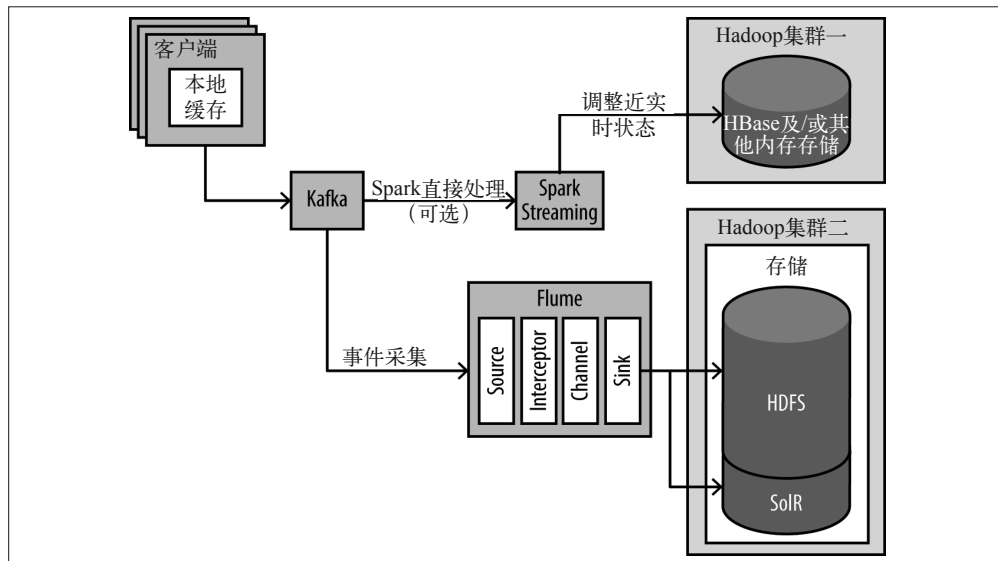 客户端
本地
缓存
Kafka
Spark直接处理
（可选）
Spark
Streaming
调整近实
时状态
Hadoop集群一
HBase及/或其
他内存存储
事件采集
Flume
Source
Interceptor
Channel
Sink
Hadoop集群二
存储
HDFS
SolR